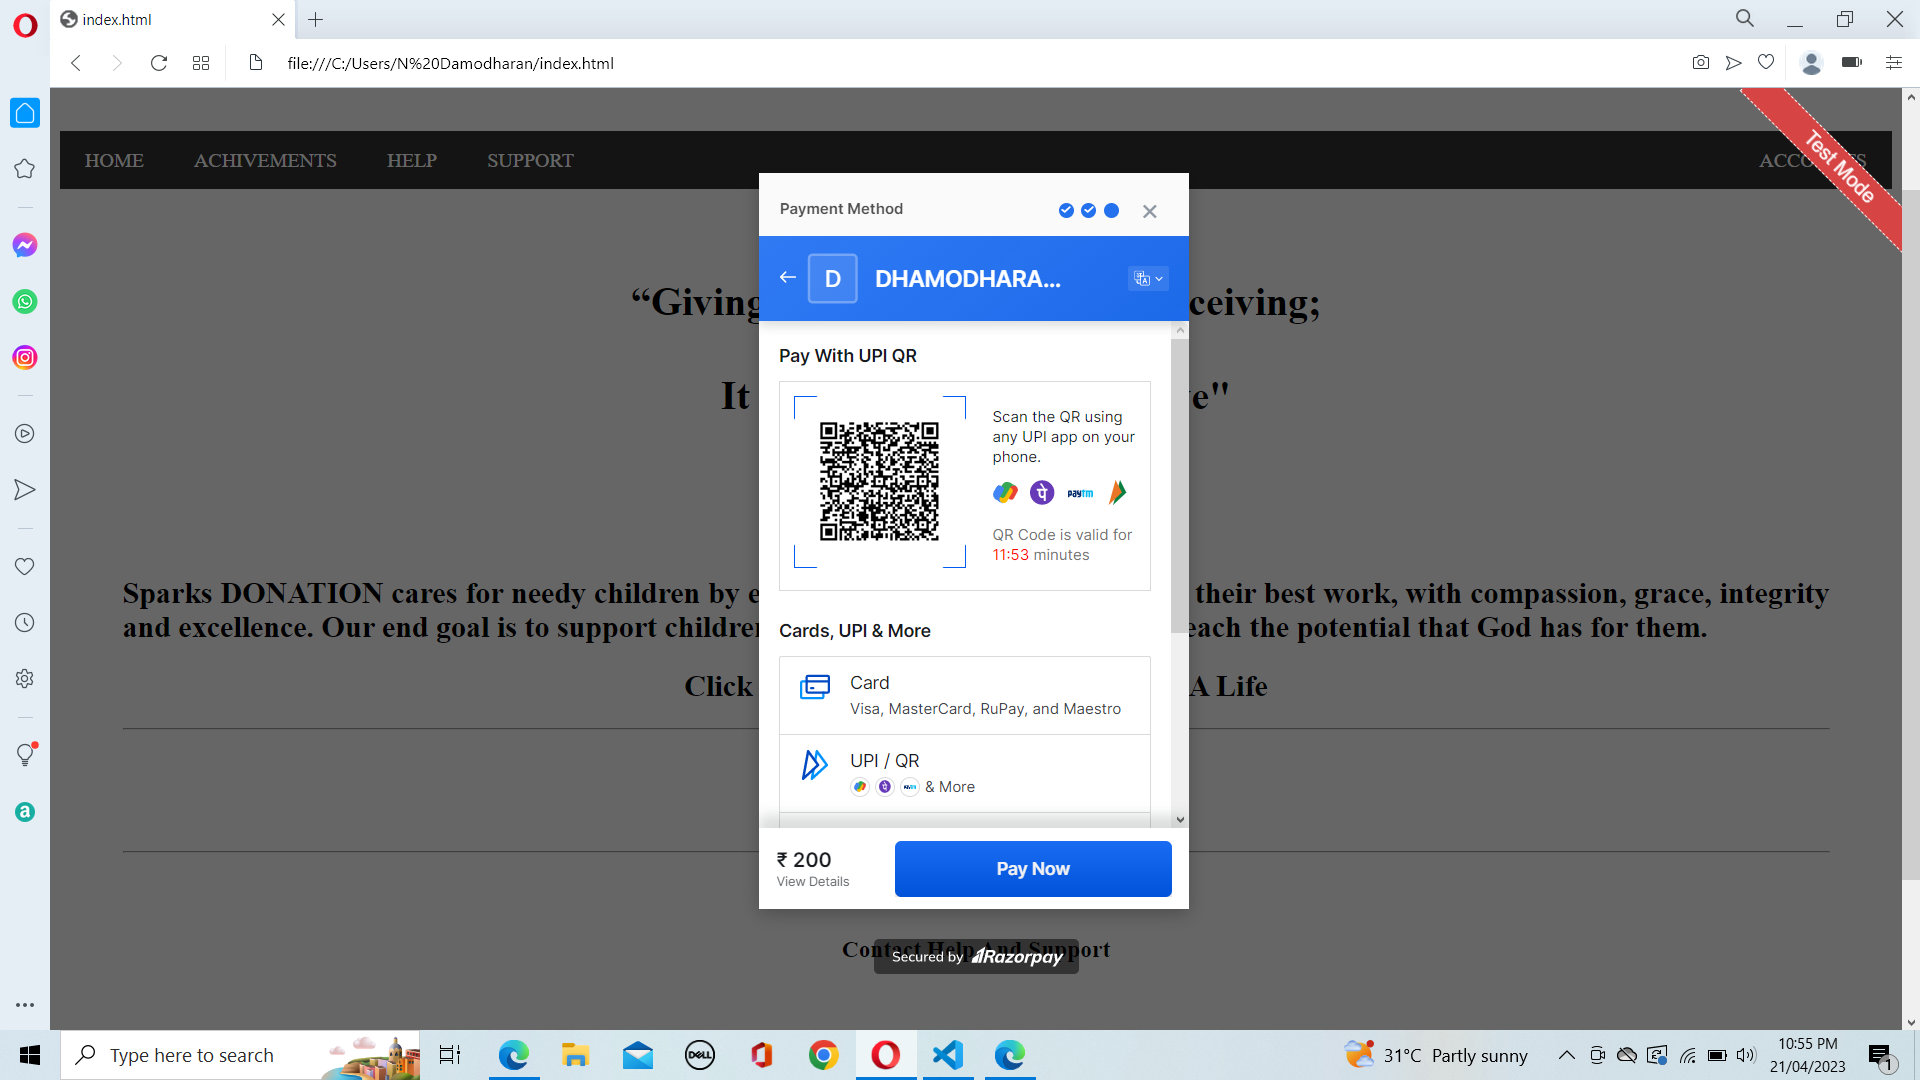 index.html
file:///C:/Users/N%20Damodharan/index.html
HOME ACHIVEMENTS HELP SUPPORT
Test Mode
Payment Method
D DHAMODHARA...
“Giving ceiving;
It e"
Pay With UPI QR
Scan the QR using
any UPI app on your
phone.
पे paytm
QR Code is valid for
11:53 minutes
Sparks DONATION cares for needy children by e their best work, with compassion, grace, integrity
and excellence. Our end goal is to support childre each the potential that God has for them.
Cards, UPI & More
Card
Visa, MasterCard, RuPay, and Maestro
Click A Life
UPI / QR
& More
₹ 200
View Details
Pay Now
Contact Help And Support
Secured by Razorpay
Type here to search
DELL
31°C Partly sunny
10:55 PM
21/04/2023
1